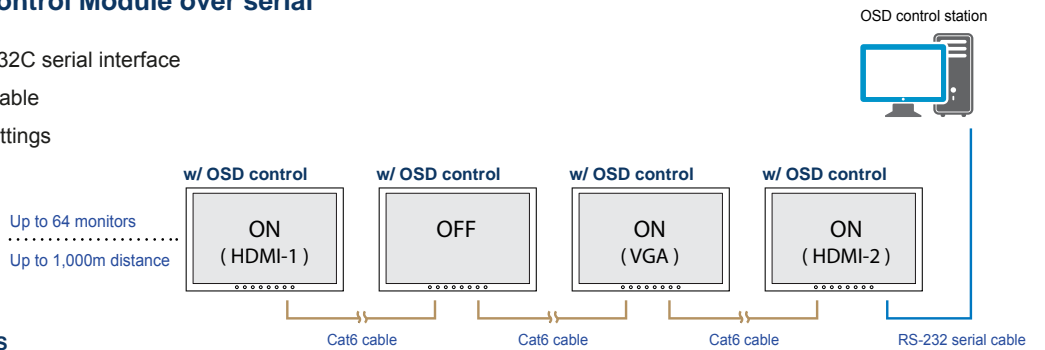 ontrol Module over serial
OSD control station
32C serial interface
able
ttings
w/ OSD control w/ OSD control w/ OSD control w/ OSD control
Up to 64 monitors
Up to 1,000m distance
ON
( HDMI-1 )
OFF
ON
( VGA )
ON
( HDMI-2 )
Cat6 cable Cat6 cable Cat6 cable RS-232 serial cable
s